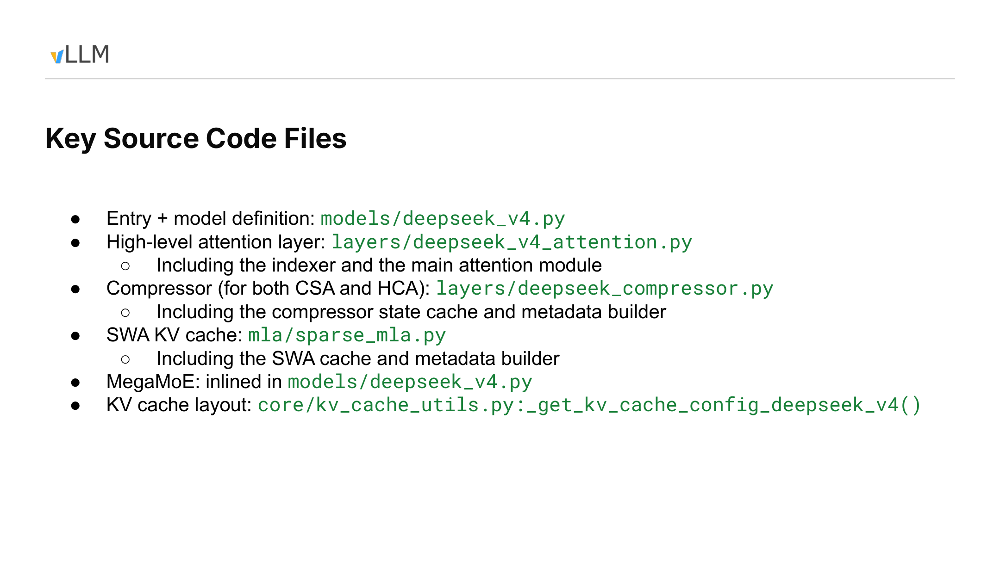 vLLM
Key Source Code Files
● Entry + model definition: models/deepseek_v4.py
● High-level attention layer: layers/deepseek_v4_attention.py
○ Including the indexer and the main attention module
● Compressor (for both CSA and HCA): layers/deepseek_compressor.py
○ Including the compressor state cache and metadata builder
● SWA KV cache: mla/sparse_mla.py
○ Including the SWA cache and metadata builder
● MegaMoE: inlined in models/deepseek_v4.py
● KV cache layout: core/kv_cache_utils.py:_get_kv_cache_config_deepseek_v4()